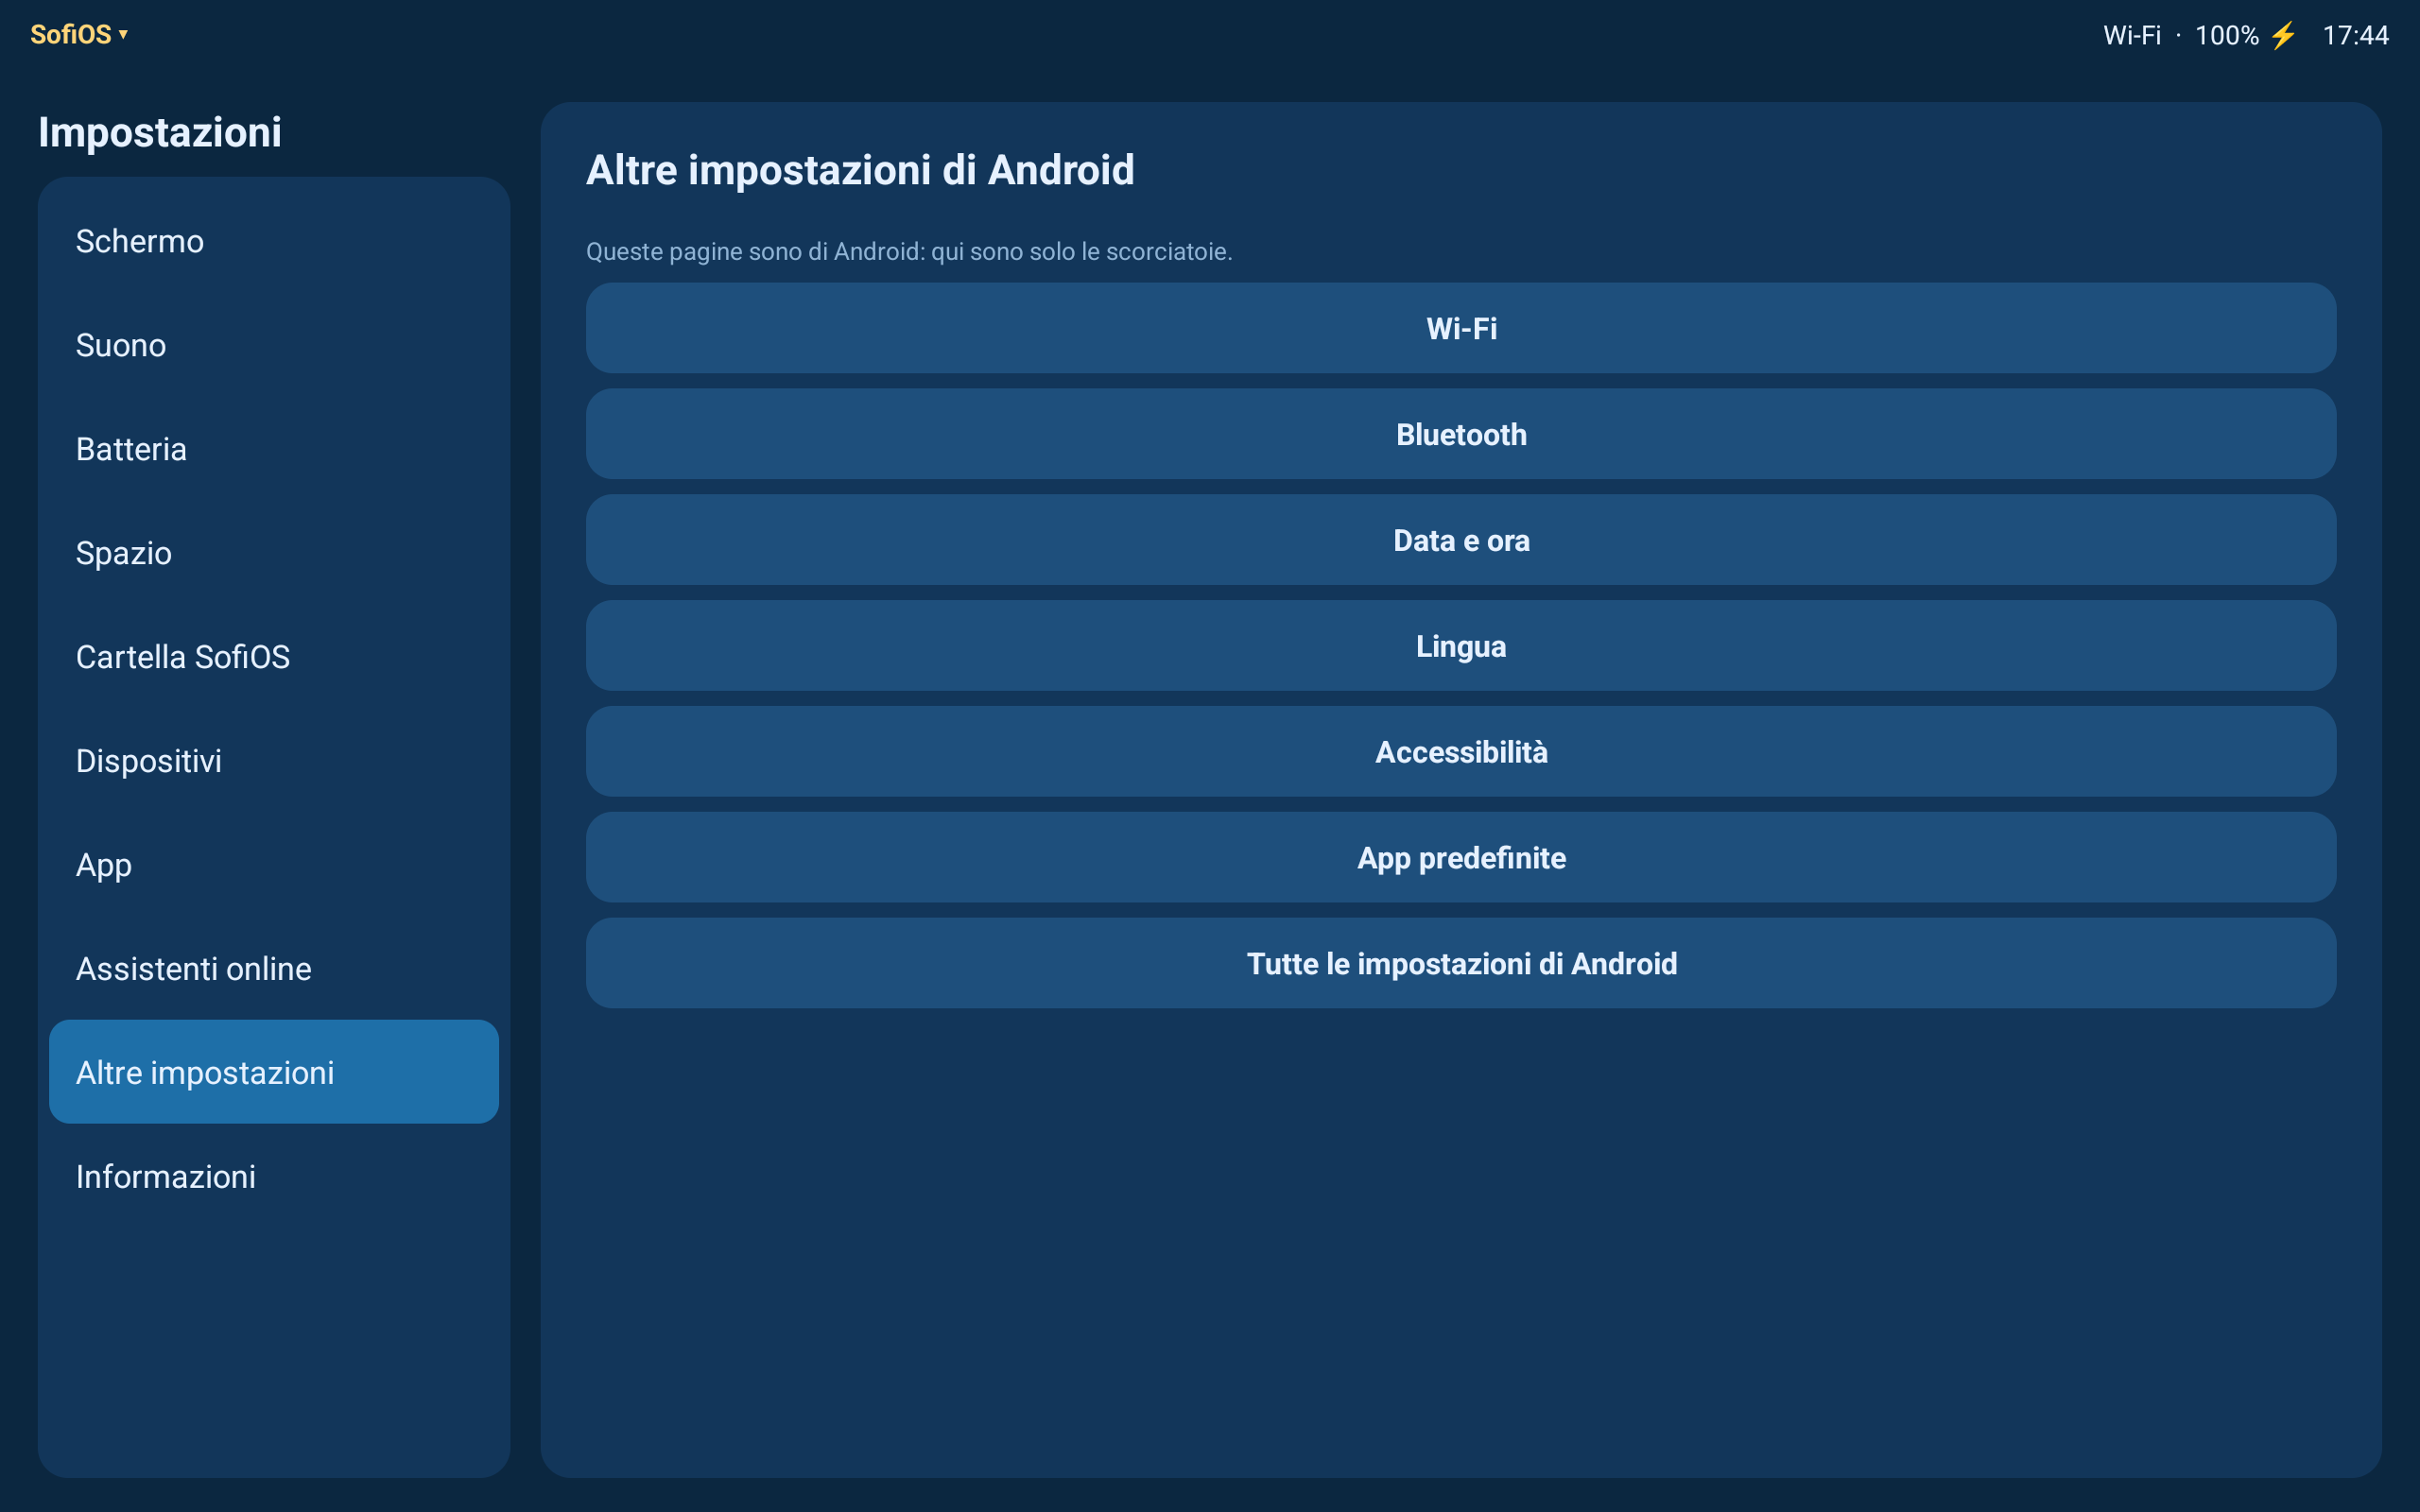 SofiOS ▾
Wi-Fi · 100% ⚡ 17:44
Impostazioni
Schermo
Suono
Batteria
Spazio
Cartella SofiOS
Dispositivi
App
Assistenti online
Altre impostazioni
Informazioni
Altre impostazioni di Android
Queste pagine sono di Android: qui sono solo le scorciatoie.
Wi-Fi
Bluetooth
Data e ora
Lingua
Accessibilità
App predefinite
Tutte le impostazioni di Android